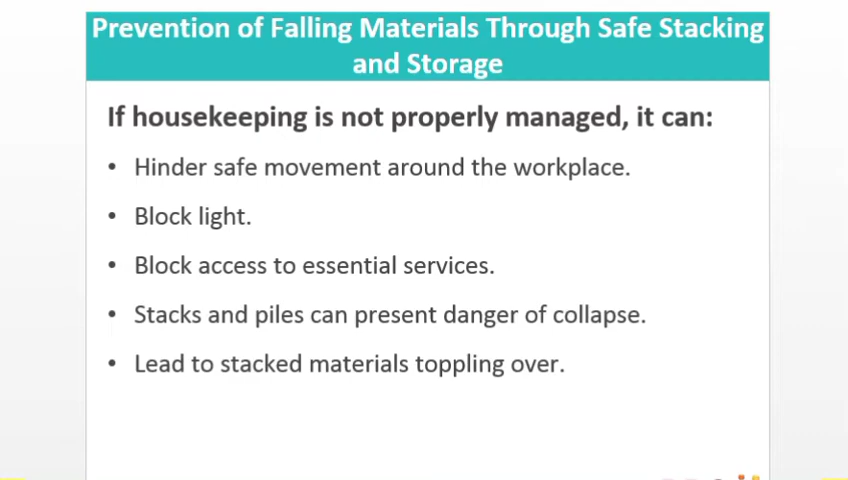 Prevention of Falling Materials Through Safe Stacking
and Storage
If housekeeping is not properly managed, it can:
• Hinder safe movement around the workplace.
• Block light.
• Block access to essential services.
• Stacks and piles can present danger of collapse.
• Lead to stacked materials toppling over.